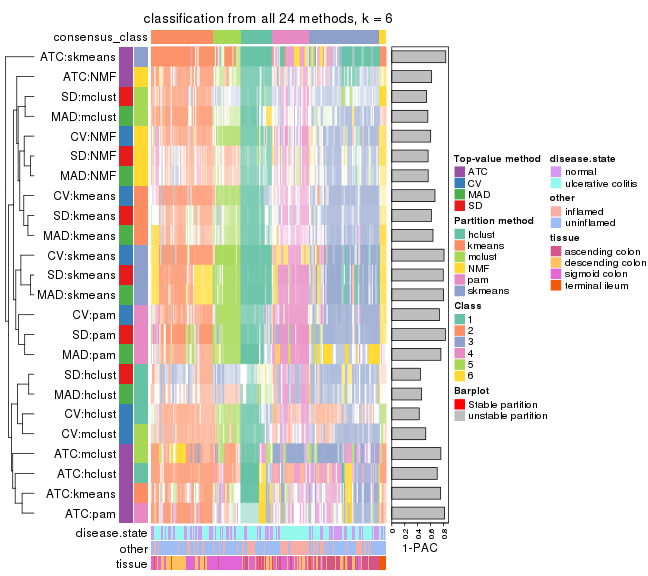 classification from all 24 methods, k = 6
consensus_class
ATC:skmeans
ATC:NMF
SD:mclust
MAD:mclust
CV:NMF
SD:NMF
MAD:NMF
CV:kmeans
SD:kmeans
MAD:kmeans
CV:skmeans
SD:skmeans
MAD:skmeans
CV:pam
SD:pam
MAD:pam
SD:hclust
MAD:hclust
CV:hclust
CV:mclust
ATC:mclust
ATC:hclust
ATC:kmeans
ATC:pam
disease.state
other
tissue
0 0.2 0.4 0.6 0.8
1-PAC
Top-value method
ATC
CV
MAD
SD
Partition method
hclust
kmeans
mclust
NMF
pam
skmeans
Class
1
2
3
4
5
6
Barplot
Stable partition
unstable partition
disease.state
normal
ulcerative colitis
other
inflamed
uninflamed
tissue
ascending colon
descending colon
sigmoid colon
terminal ileum